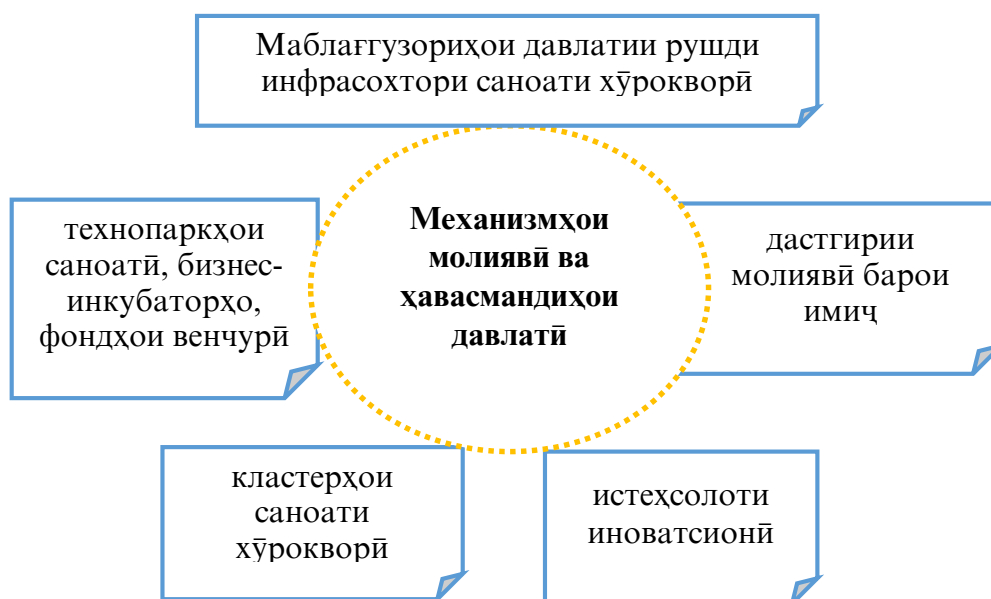 Маблағгузориҳои давлатии рушди
инфрасохтори саноати хӯрокворӣ
технопаркҳои
саноатӣ, бизнес-
инкубаторҳо,
фондҳои венчурӣ
Механизмҳои
молиявӣ ва
ҳавасмандиҳои
давлатӣ
дастгирии
молиявӣ барои
имиҷ
кластерҳои
саноати
хӯрокворӣ
истеҳсолоти
иноватсионӣ